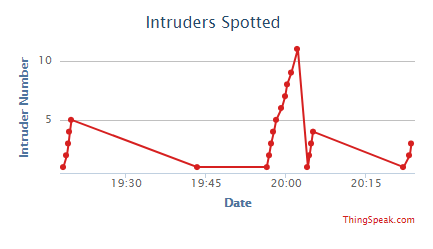 Intruders Spotted
10
5
Intruder Number
19:30 19:45 20:00 20:15
Date
ThingSpeak.com